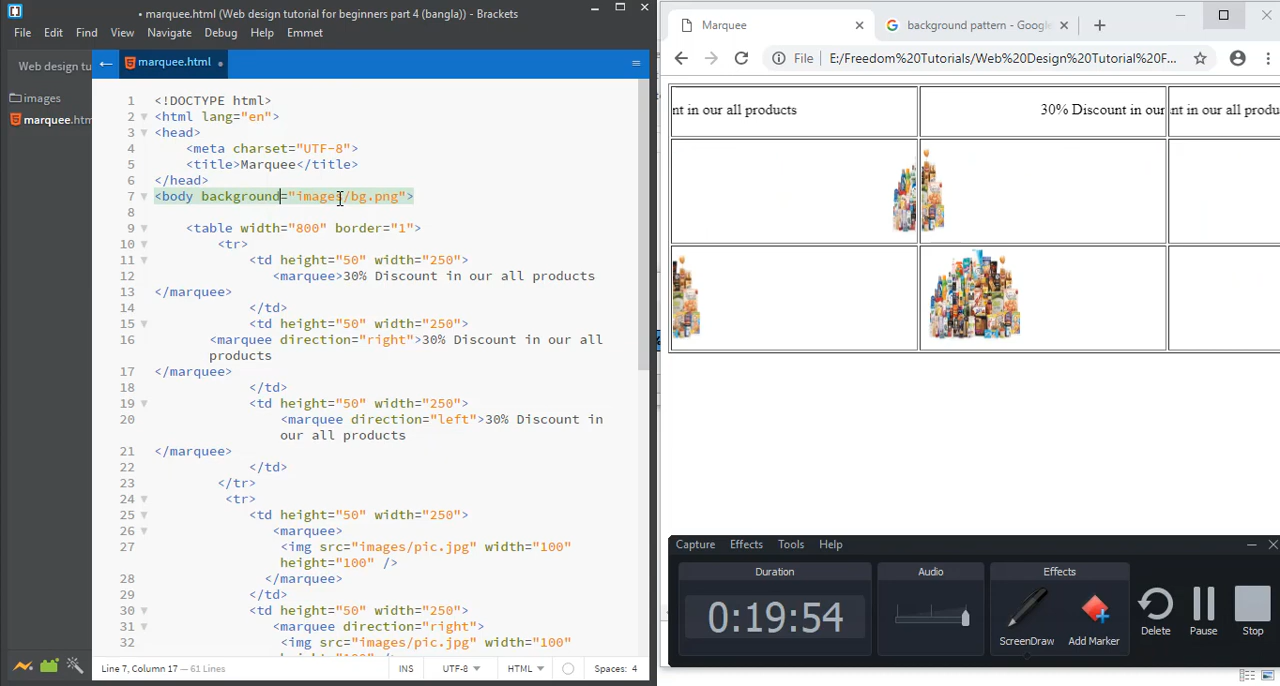 • marquee.html (Web design tutorial for beginners part 4 (bangla)) - Brackets
File Edit Find View Navigate Debug Help Emmet
Web design tu
images
marquee.htm
marquee.html •
1 <!DOCTYPE html>
2 <html lang="en">
3 <head>
4 <meta charset="UTF-8">
5 <title>Marquee</title>
6 </head>
7 <body background="images/bg.png">
8
9 <table width="800" border="1">
10 <tr>
11 <td height="50" width="250">
12 <marquee>30% Discount in our all products
13 </marquee>
14 </td>
15 <td height="50" width="250">
16 <marquee direction="right">30% Discount in our all
products
17 </marquee>
18 </td>
19 <td height="50" width="250">
20 <marquee direction="left">30% Discount in
our all products
21 </marquee>
22 </td>
23 </tr>
24 <tr>
25 <td height="50" width="250">
26 <marquee>
27 <img src="images/pic.jpg" width="100"
height="100" />
28 </marquee>
29 </td>
30 <td height="50" width="250">
31 <marquee direction="right">
32 <img src="images/pic.jpg" width="100"
Line 7, Column 17 — 61 Lines
INS UTF-8 HTML Spaces: 4
Marquee
background pattern - Google
File E:/Freedom%20Tutorials/Web%20Design%20Tutorial%20F...
nt in our all products
30% Discount in our
nt in our all produ
Capture Effects Tools Help
Duration
0:19:54
Audio
Effects
ScreenDraw
Add Marker
Delete
Pause
Stop